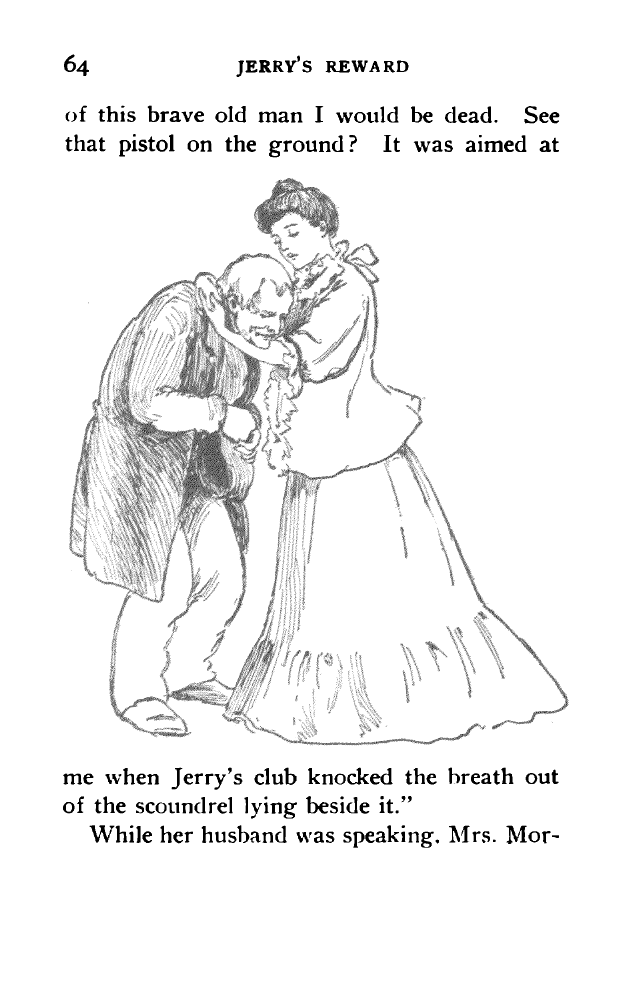 64 JERRY'S REWARD
of this brave old man I would be dead. See
that pistol on the ground? It was aimed at
me when Jerry's club knocked the breath out
of the scoundrel lying beside it."
While her husband was speaking, Mrs. Mor-